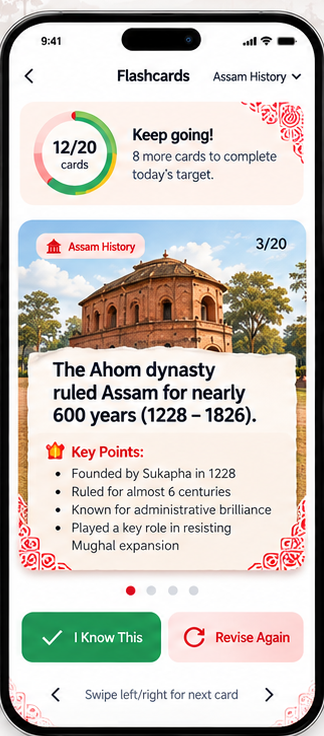 9:41
Flashcards
Assam History
12/20
cards
Keep going!
8 more cards to complete
today's target.
Assam History
3/20
The Ahom dynasty
ruled Assam for nearly
600 years (1228 – 1826).
Key Points:
• Founded by Sukapha in 1228
• Ruled for almost 6 centuries
• Known for administrative brilliance
• Played a key role in resisting
Mughal expansion
I Know This
Revise Again
Swipe left/right for next card